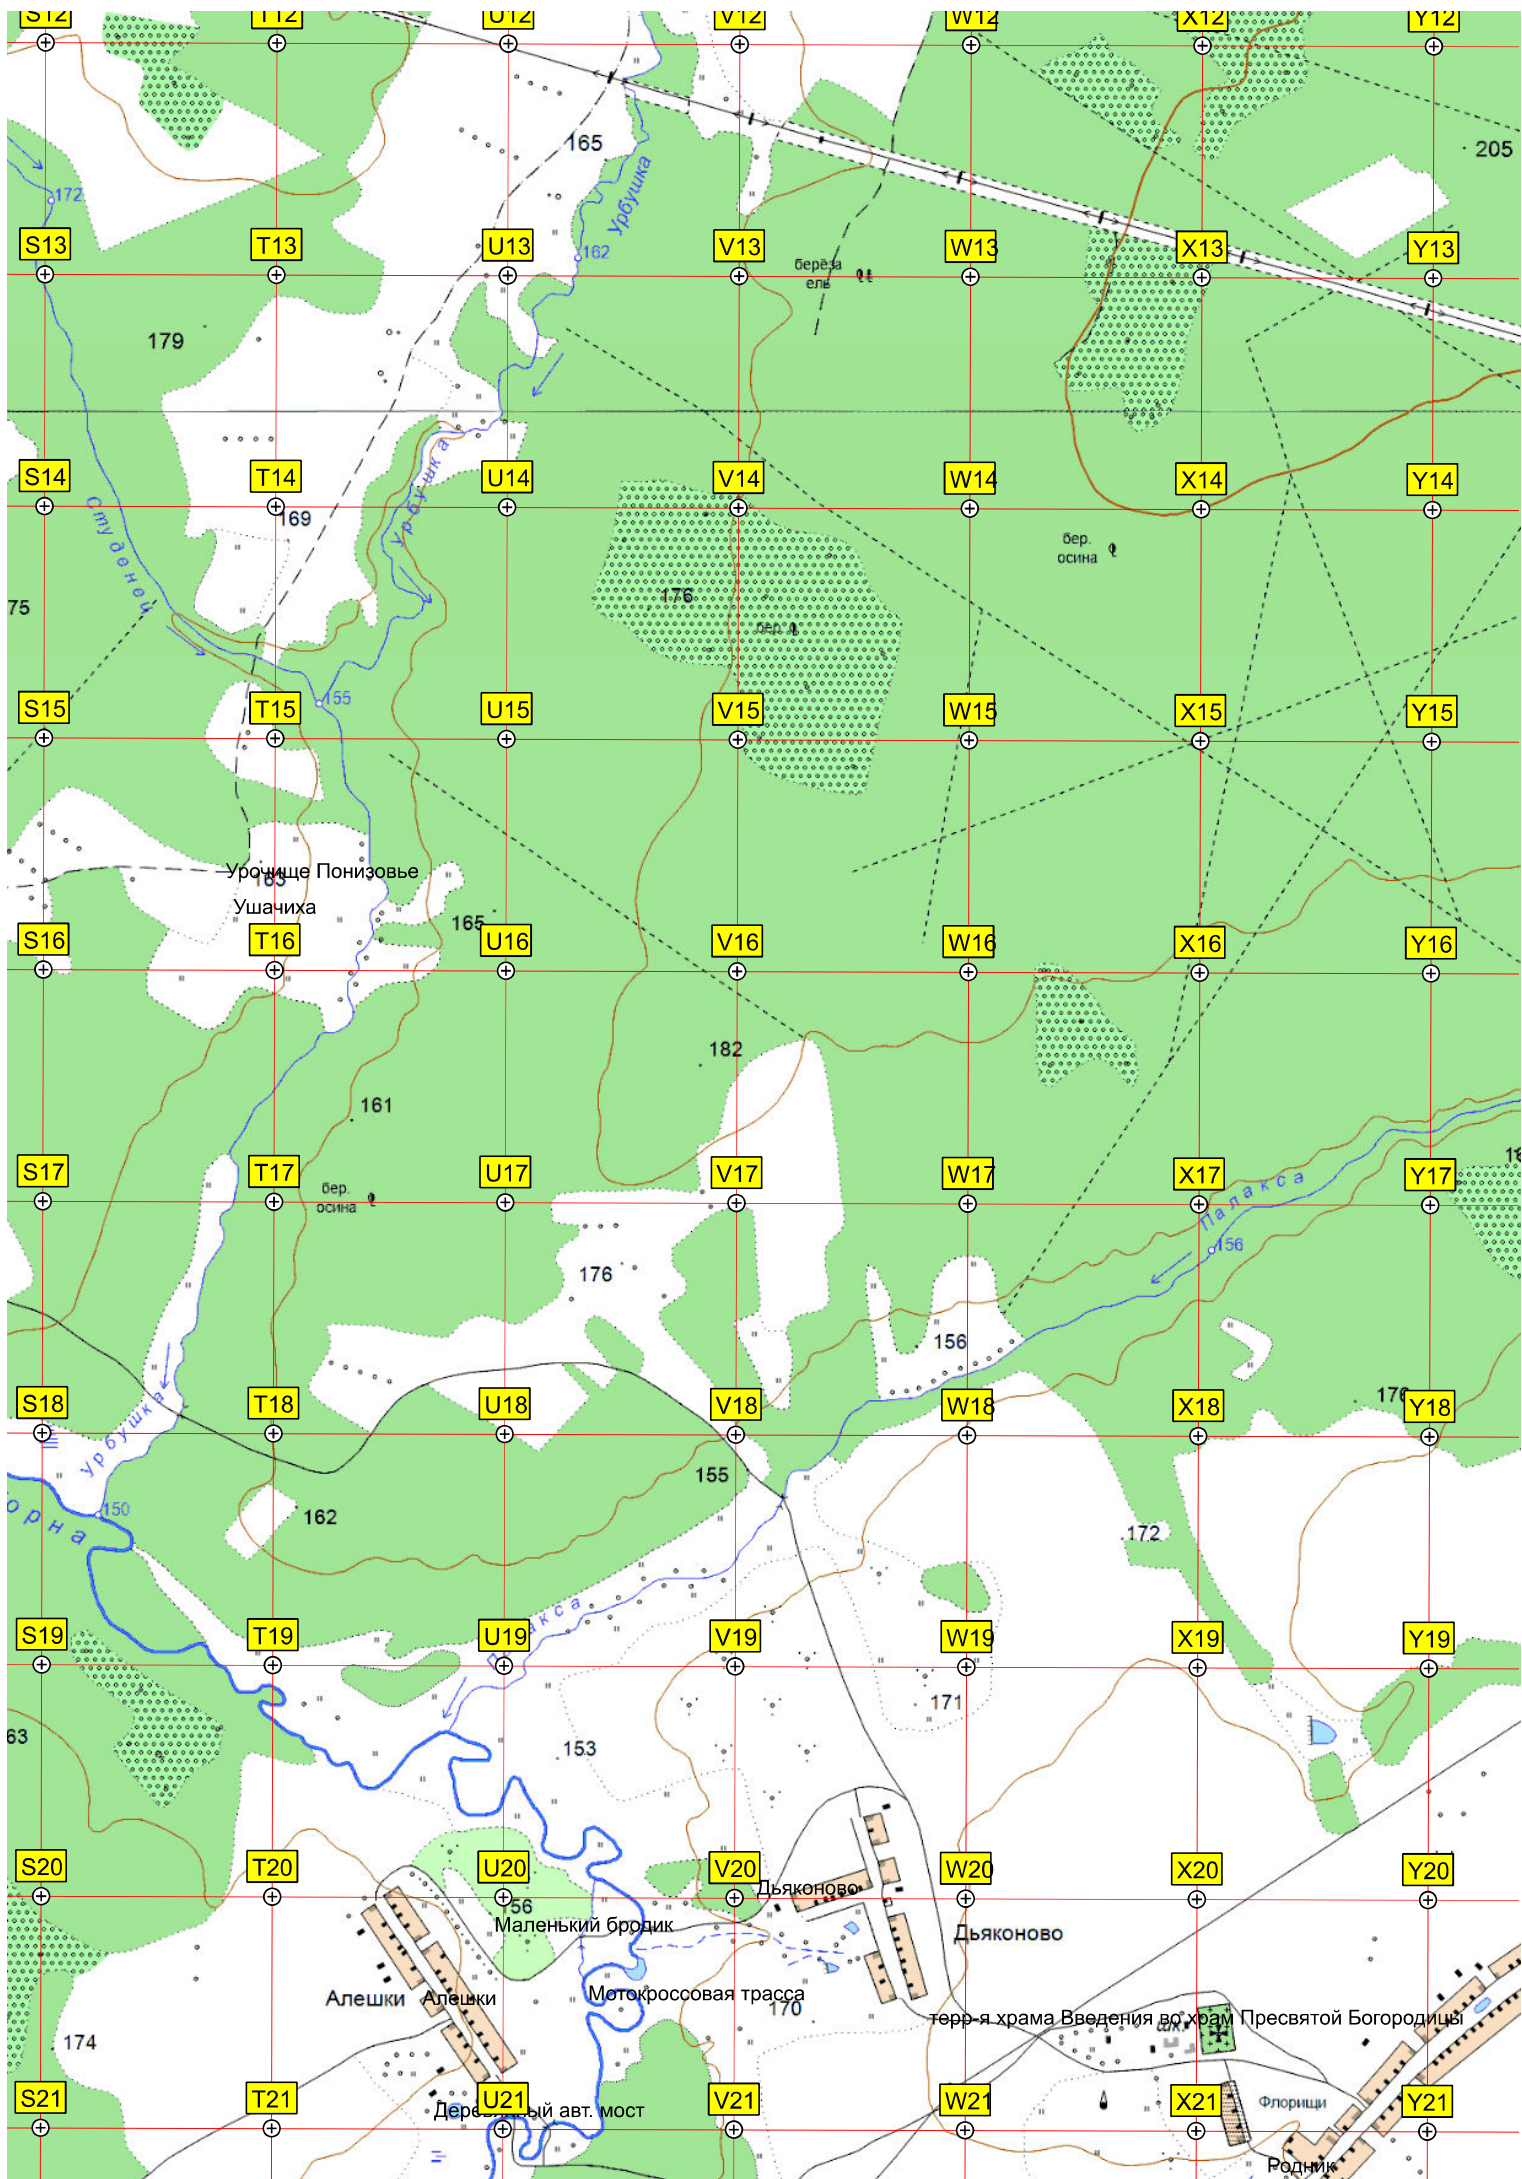 S12 T12 U12 V12 W12 X12 Y12
165
205
172
Урбушка
S13 T13 U13 V13 W13 X13 Y13
162
берёза
ель
179
S14 T14 U14 V14 W14 X14 Y14
Урбушка
Студеней
169
бер.
осина
176
75
бер.
155
S15 T15 U15 V15 W15 X15 Y15
Урочище Понизовье
163
Ушачиха
165
S16 T16 U16 V16 W16 X16 Y16
182
161
S17 T17 U17 V17 W17 X17 Y17
бер.
осина
Палакса
156
176
156
176
S18 T18 U18 V18 W18 X18 Y18
Урбушка
155
150
162
172
орна
акса
S19 T19 U19 V19 W19 X19 Y19
171
63
153
S20 T20 U20 V20 W20 X20 Y20
Дьяконово
56
Маленький бродик
Дьяконово
Алешки Алешки
Мотокроссовая трасса
170
терр-я храма Введения во храм Пресвятой Богородицы
шк.
174
S21 T21 U21 V21 W21 X21 Y21
Деревянный авт. мост
Флорищи
Родник